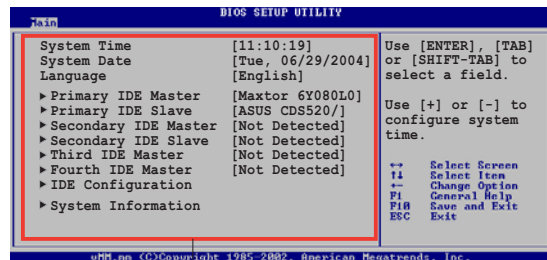 BIOS SETUP UTILITY
Main
System Time [11:10:19]
System Date [Tue, 06/29/2004]
Language [English]
Primary IDE Master [Maxtor 6Y080L0]
Primary IDE Slave [ASUS CDS520/]
Secondary IDE Master [Not Detected]
Secondary IDE Slave [Not Detected]
Third IDE Master [Not Detected]
Fourth IDE Master [Not Detected]
IDE Configuration
System Information
Use [ENTER], [TAB]
or [SHIFT-TAB] to
select a field.
Use [+] or [-] to
configure system
time.
↔ Select Screen
↑↓ Select Item
+- Change Option
F1 General Help
F10 Save and Exit
ESC Exit
vMM.nn (C)Copyright 1985-2002, American Megatrends, Inc.